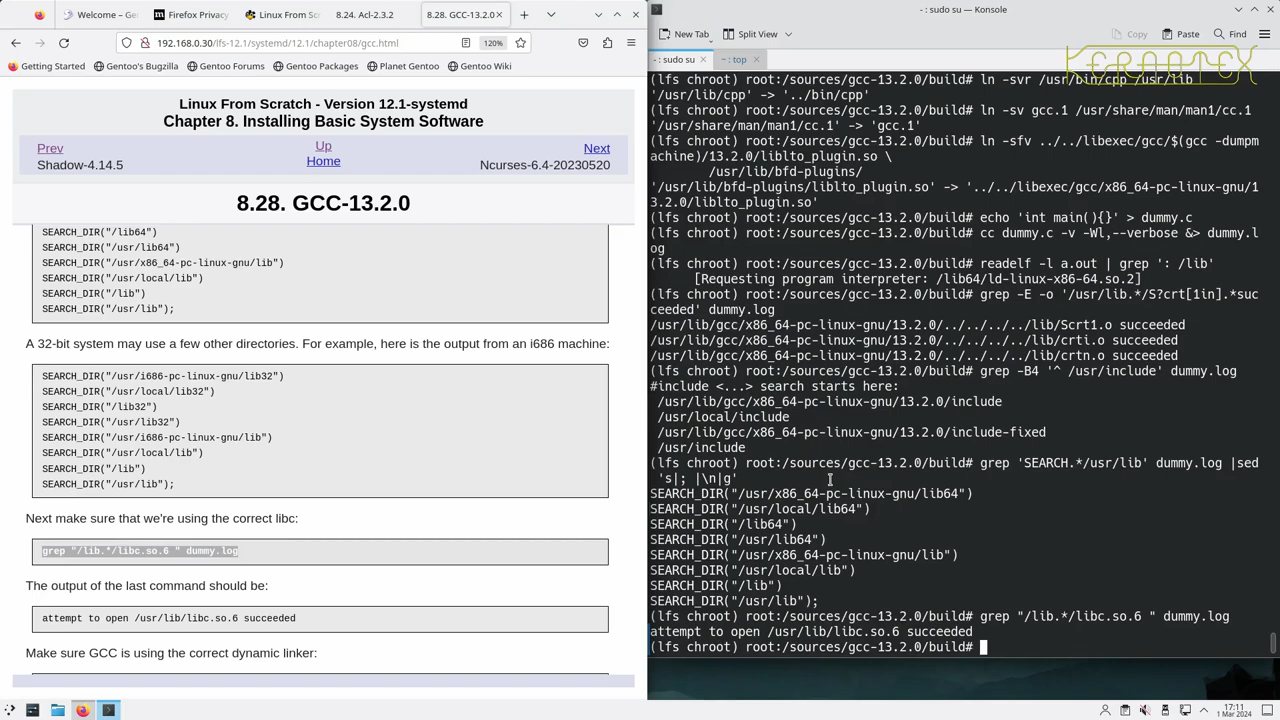 Welcome – Ge
Firefox Privacy
Linux From Scr
8.24. Acl-2.3.2
8.28. GCC-13.2.0
192.168.0.30/lfs-12.1/systemd/12.1/chapter08/gcc.html
120%
Getting Started
Gentoo's Bugzilla
Gentoo Forums
Gentoo Packages
Planet Gentoo
Gentoo Wiki
Linux From Scratch - Version 12.1-systemd
Chapter 8. Installing Basic System Software
Prev
Up
Next
Shadow-4.14.5
Home
Ncurses-6.4-20230520
8.28. GCC-13.2.0
SEARCH_DIR("/lib64")
SEARCH_DIR("/usr/lib64")
SEARCH_DIR("/usr/x86_64-pc-linux-gnu/lib")
SEARCH_DIR("/usr/local/lib")
SEARCH_DIR("/lib")
SEARCH_DIR("/usr/lib");
A 32-bit system may use a few other directories. For example, here is the output from an i686 machine:
SEARCH_DIR("/usr/i686-pc-linux-gnu/lib32")
SEARCH_DIR("/usr/local/lib32")
SEARCH_DIR("/lib32")
SEARCH_DIR("/usr/lib32")
SEARCH_DIR("/usr/i686-pc-linux-gnu/lib")
SEARCH_DIR("/usr/local/lib")
SEARCH_DIR("/lib")
SEARCH_DIR("/usr/lib");
Next make sure that we're using the correct libc:
grep "/lib.*/libc.so.6 " dummy.log
The output of the last command should be:
attempt to open /usr/lib/libc.so.6 succeeded
Make sure GCC is using the correct dynamic linker:
- : sudo su — Konsole
New Tab
Split View
Copy
Paste
Find
- : sudo su
~ : top
KERNOTEX
(lfs chroot) root:/sources/gcc-13.2.0/build# ln -svr /usr/bin/cpp /usr/lib
'/usr/lib/cpp' -> '../bin/cpp'
(lfs chroot) root:/sources/gcc-13.2.0/build# ln -sv gcc.1 /usr/share/man/man1/cc.1
'/usr/share/man/man1/cc.1' -> 'gcc.1'
(lfs chroot) root:/sources/gcc-13.2.0/build# ln -sfv ../../libexec/gcc/$(gcc -dumpm
achine)/13.2.0/liblto_plugin.so \
/usr/lib/bfd-plugins/
'/usr/lib/bfd-plugins/liblto_plugin.so' -> '../../libexec/gcc/x86_64-pc-linux-gnu/1
3.2.0/liblto_plugin.so'
(lfs chroot) root:/sources/gcc-13.2.0/build# echo 'int main(){}' > dummy.c
(lfs chroot) root:/sources/gcc-13.2.0/build# cc dummy.c -v -Wl,--verbose &> dummy.l
og
(lfs chroot) root:/sources/gcc-13.2.0/build# readelf -l a.out | grep ': /lib'
[Requesting program interpreter: /lib64/ld-linux-x86-64.so.2]
(lfs chroot) root:/sources/gcc-13.2.0/build# grep -E -o '/usr/lib.*/S?crt[1in].*suc
ceeded' dummy.log
/usr/lib/gcc/x86_64-pc-linux-gnu/13.2.0/../../../../lib/Scrt1.o succeeded
/usr/lib/gcc/x86_64-pc-linux-gnu/13.2.0/../../../../lib/crti.o succeeded
/usr/lib/gcc/x86_64-pc-linux-gnu/13.2.0/../../../../lib/crtn.o succeeded
(lfs chroot) root:/sources/gcc-13.2.0/build# grep -B4 '^ /usr/include' dummy.log
#include <...> search starts here:
/usr/lib/gcc/x86_64-pc-linux-gnu/13.2.0/include
/usr/local/include
/usr/lib/gcc/x86_64-pc-linux-gnu/13.2.0/include-fixed
/usr/include
(lfs chroot) root:/sources/gcc-13.2.0/build# grep 'SEARCH.*/usr/lib' dummy.log |sed
's|; |\n|g'
SEARCH_DIR("/usr/x86_64-pc-linux-gnu/lib64")
SEARCH_DIR("/usr/local/lib64")
SEARCH_DIR("/lib64")
SEARCH_DIR("/usr/lib64")
SEARCH_DIR("/usr/x86_64-pc-linux-gnu/lib")
SEARCH_DIR("/usr/local/lib")
SEARCH_DIR("/lib")
SEARCH_DIR("/usr/lib");
(lfs chroot) root:/sources/gcc-13.2.0/build# grep "/lib.*/libc.so.6 " dummy.log
attempt to open /usr/lib/libc.so.6 succeeded
(lfs chroot) root:/sources/gcc-13.2.0/build#
17:11
1 Mar 2024